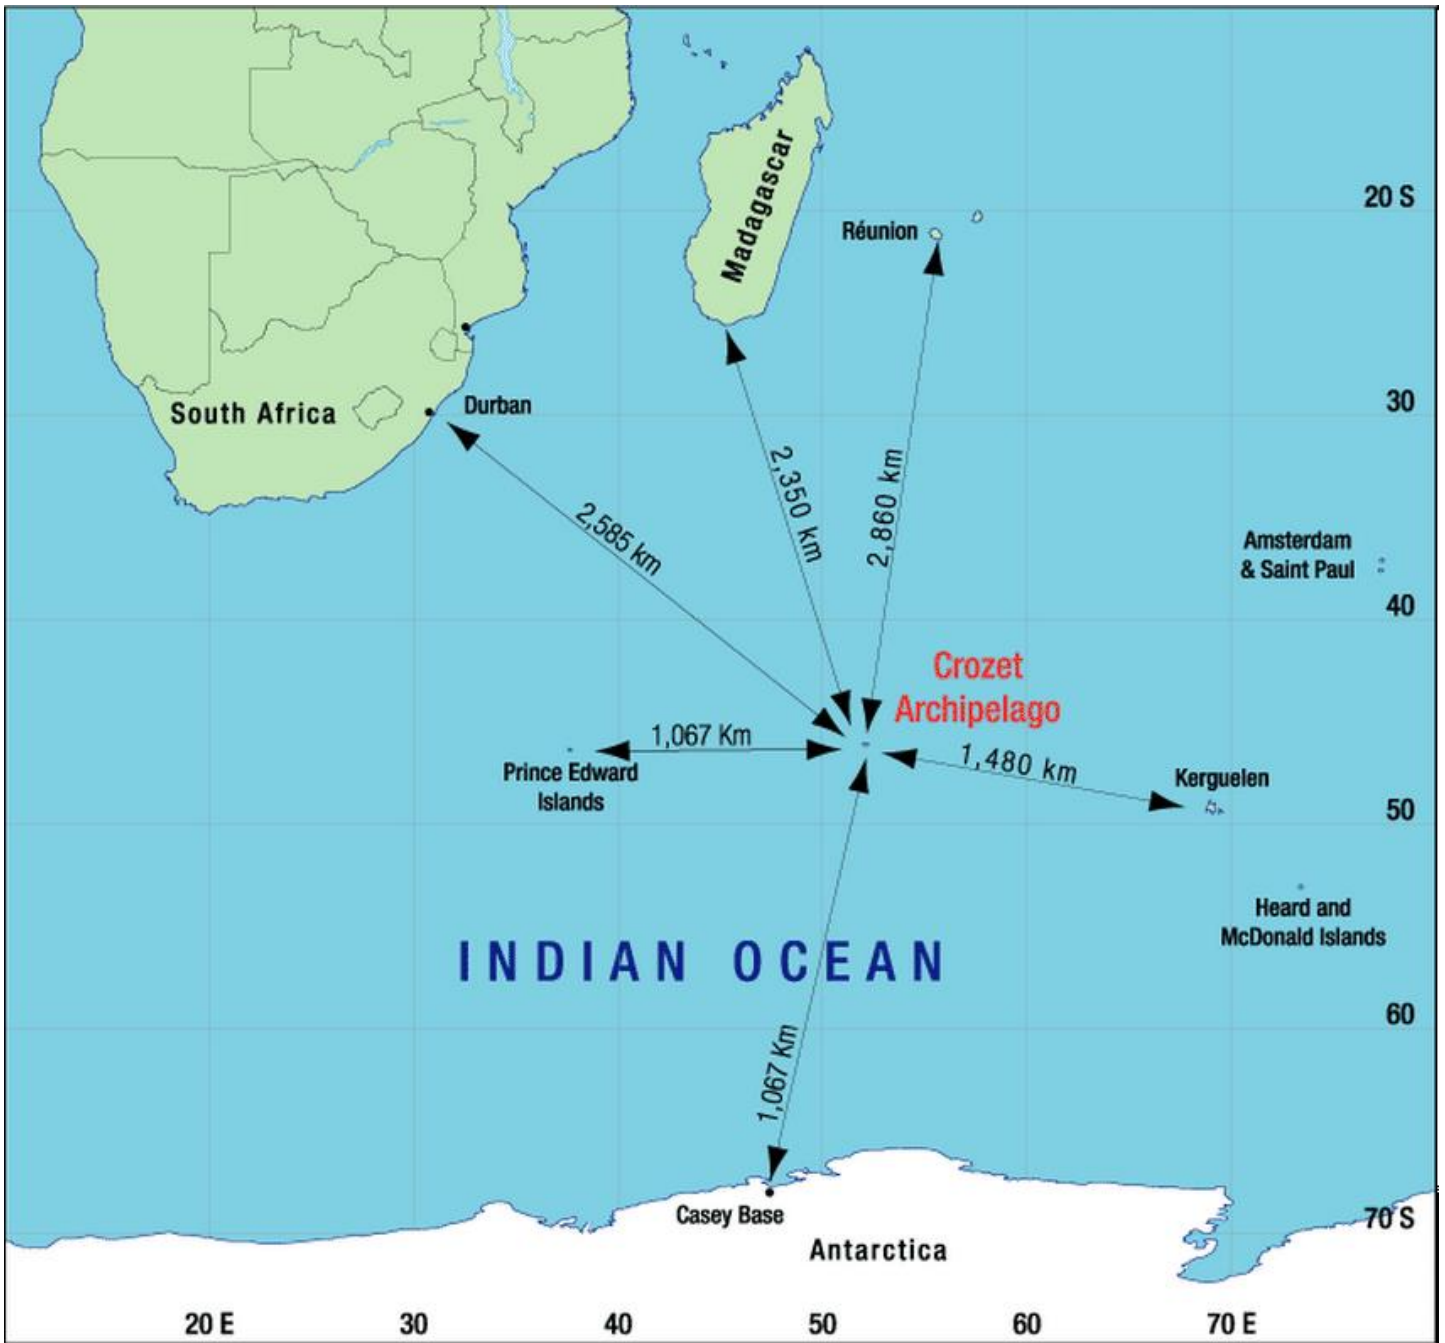 Madagascar
20 S
Réunion
30
South Africa
Durban
2,350 km
2,860 km
2,585 km
Amsterdam
& Saint Paul
40
Crozet
Archipelago
1,067 Km
1,480 km
Prince Edward
Islands
Kerguelen
50
Heard and
McDonald Islands
INDIAN OCEAN
60
1,067 Km
Casey Base
70 S
Antarctica
20 E
30
40
50
60
70 E